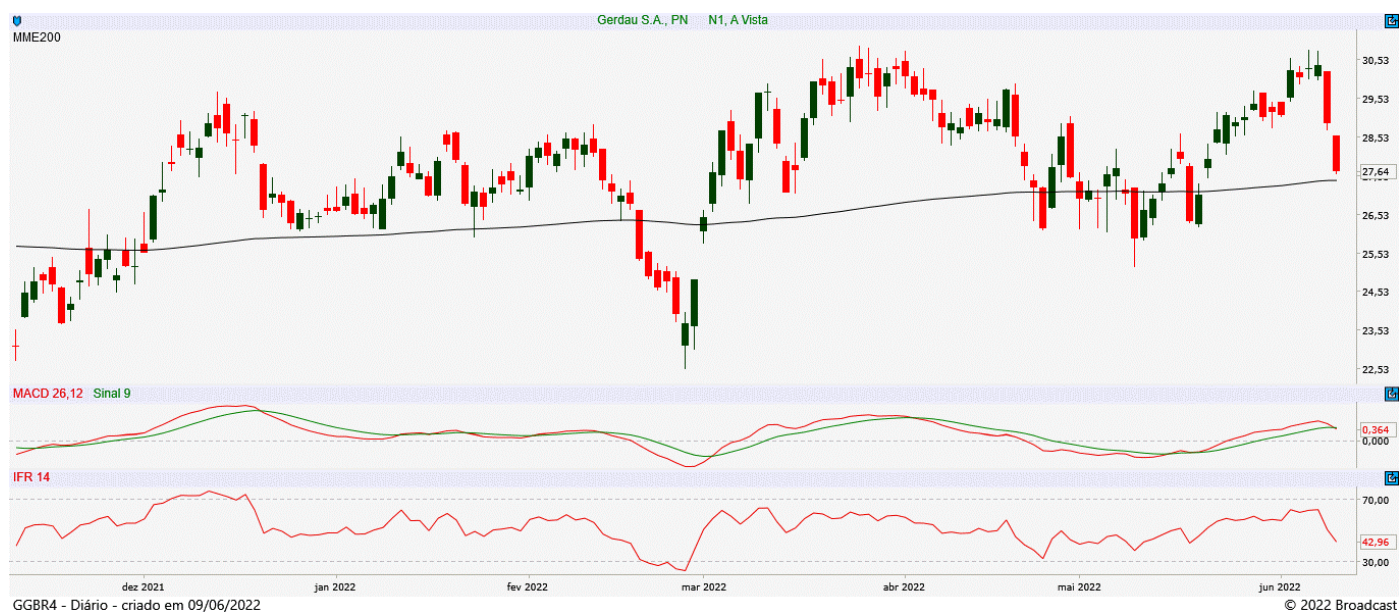 Gerdau S.A., PN N1, A Vista
MME200
30,53
29,53
28,53
27,64
26,53
25,53
24,53
23,53
22,53
MACD 26,12 Sinal 9
0,364
0,000
IFR 14
70,00
42,96
30,00
dez 2021 jan 2022 fev 2022 mar 2022 abr 2022 mai 2022 jun 2022
GGBR4 - Diário - criado em 09/06/2022 © 2022 Broadcast